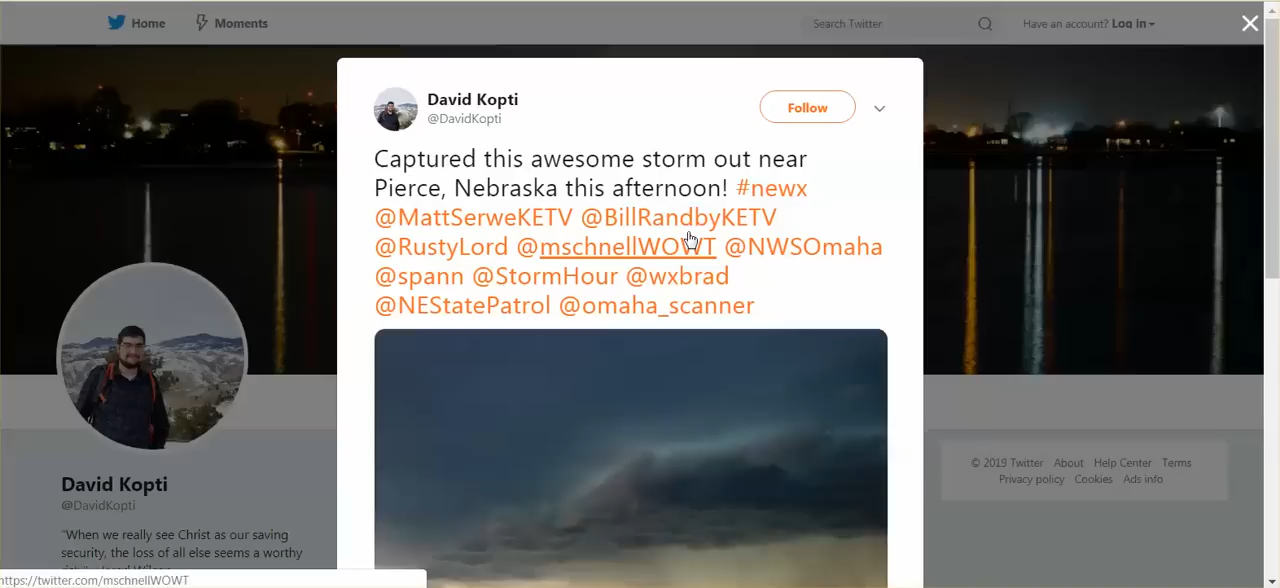 Home
Moments
Search Twitter
Have an account? Log in
David Kopti
@DavidKopti
Follow
Captured this awesome storm out near
Pierce, Nebraska this afternoon! #newx
@MattSerweKETV @BillRandbyKETV
@RustyLord @mschnellWOWT @NWSOmaha
@spann @StormHour @wxbrad
@NEStatePatrol @omaha_scanner
David Kopti
@DavidKopti
"When we really see Christ as our saving
security, the loss of all else seems a worthy
© 2019 Twitter About Help Center Terms
Privacy policy Cookies Ads info
https://twitter.com/mschnellWOWT